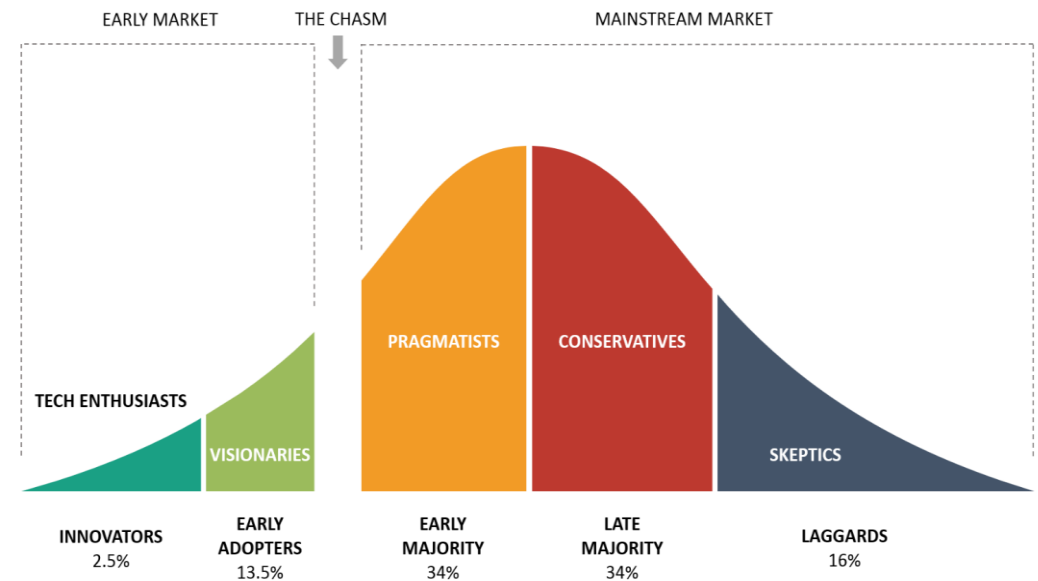 EARLY MARKET
THE CHASM
MAINSTREAM MARKET
PRAGMATISTS
CONSERVATIVES
TECH ENTHUSIASTS
VISIONARIES
SKEPTICS
INNOVATORS
2.5%
EARLY
ADOPTERS
13.5%
EARLY
MAJORITY
34%
LATE
MAJORITY
34%
LAGGARDS
16%